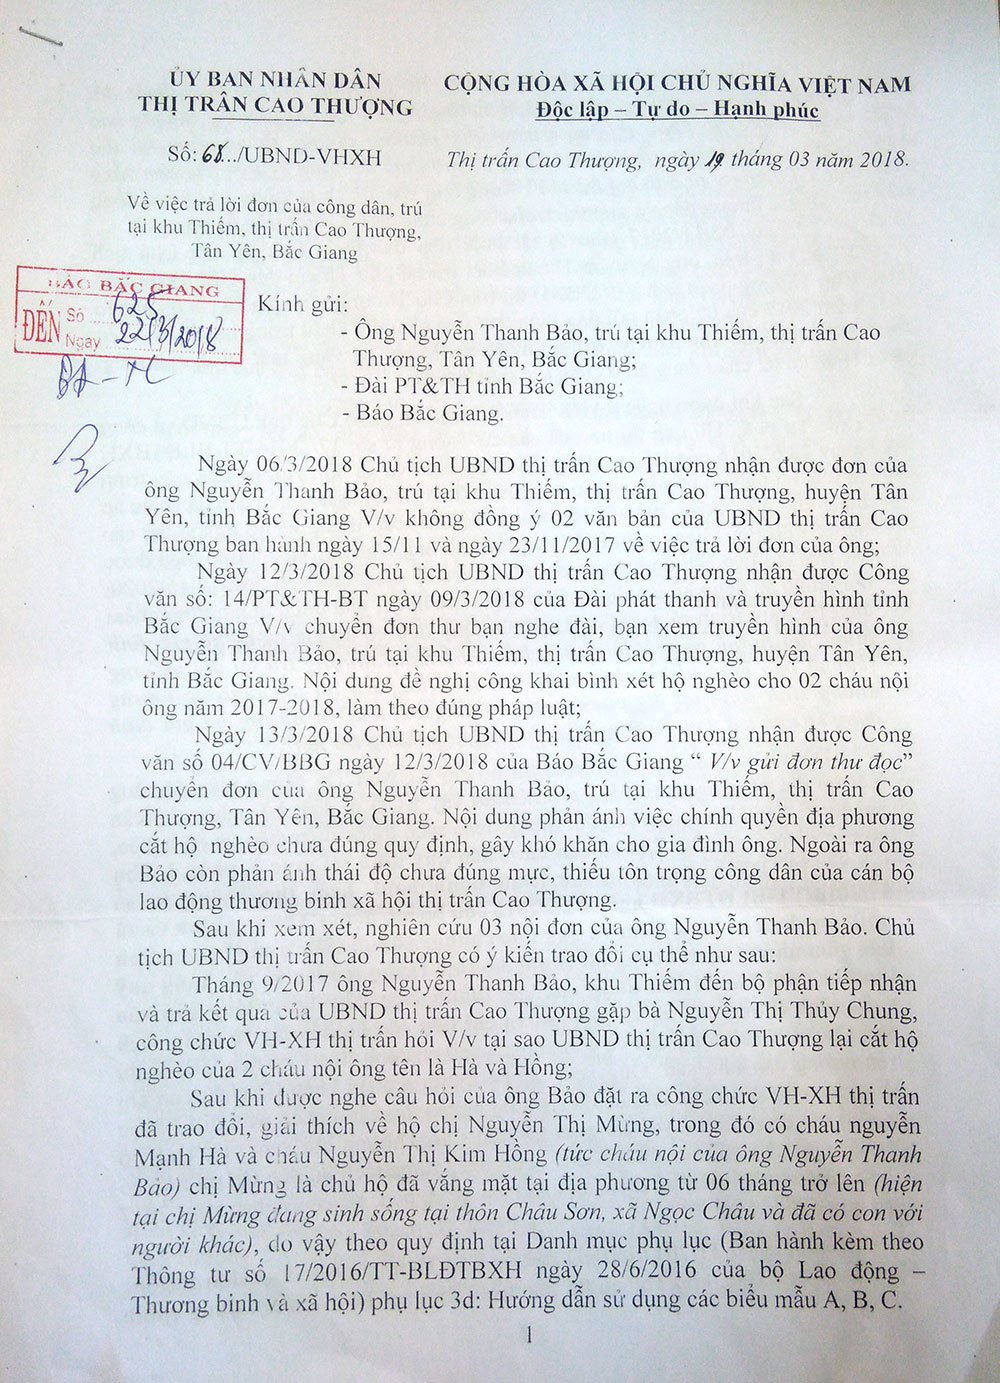 ỦY BAN NHÂN DÂN
THỊ TRẤN CAO THƯỢNG
CỘNG HÒA XÃ HỘI CHỦ NGHĨA VIỆT NAM
Độc lập – Tự do – Hạnh phúc
Số: 68../UBND-VHXH
Thị trấn Cao Thượng, ngày 19 tháng 03 năm 2018.
Về việc trả lời đơn của công dân, trú
tại khu Thiếm, thị trấn Cao Thượng,
Tân Yên, Bắc Giang
BÁO BẮC GIANG
ĐẾN
Số 625
Ngày 22/3/2018
Kính gửi:
- Ông Nguyễn Thanh Bảo, trú tại khu Thiếm, thị trấn Cao
Thượng, Tân Yên, Bắc Giang;
- Đài PT&TH tỉnh Bắc Giang;
- Báo Bắc Giang.
Ngày 06/3/2018 Chủ tịch UBND thị trấn Cao Thượng nhận được đơn của
ông Nguyễn Thanh Bảo, trú tại khu Thiếm, thị trấn Cao Thượng, huyện Tân
Yên, tỉnh Bắc Giang V/v không đồng ý 02 văn bản của UBND thị trấn Cao
Thượng ban hành ngày 15/11 và ngày 23/11/2017 về việc trả lời đơn của ông;
Ngày 12/3/2018 Chủ tịch UBND thị trấn Cao Thượng nhận được Công
văn số: 14/PT&TH-BT ngày 09/3/2018 của Đài phát thanh và truyền hình tỉnh
Bắc Giang V/v chuyển đơn thư bạn nghe đài, bạn xem truyền hình của ông
Nguyễn Thanh Bảo, trú tại khu Thiếm, thị trấn Cao Thượng, huyện Tân Yên,
tỉnh Bắc Giang. Nội dung đề nghị công khai bình xét hộ nghèo cho 02 cháu nội
ông năm 2017-2018, làm theo đúng pháp luật;
Ngày 13/3/2018 Chủ tịch UBND thị trấn Cao Thượng nhận được Công
văn số 04/CV/BBG ngày 12/3/2018 của Báo Bắc Giang “ V/v gửi đơn thư đọc”
chuyển đơn của ông Nguyễn Thanh Bảo, trú tại khu Thiếm, thị trấn Cao
Thượng, Tân Yên, Bắc Giang. Nội dung phản ánh việc chính quyền địa phương
cắt hộ nghèo chưa đúng quy định, gây khó khăn cho gia đình ông. Ngoài ra ông
Bảo còn phản ánh thái độ chưa đúng mực, thiếu tôn trọng công dân của cán bộ
lao động thương binh xã hội thị trấn Cao Thượng.
Sau khi xem xét, nghiên cứu 03 nội đơn của ông Nguyễn Thanh Bảo. Chủ
tịch UBND thị trấn Cao Thượng có ý kiến trao đổi cụ thể như sau:
Tháng 9/2017 ông Nguyễn Thanh Bảo, khu Thiếm đến bộ phận tiếp nhận
và trả kết quả của UBND thị trấn Cao Thượng gặp bà Nguyễn Thị Thủy Chung,
công chức VH-XH thị trấn hỏi V/v tại sao UBND thị trấn Cao Thượng lại cắt hộ
nghèo của 2 cháu nội ông tên là Hà và Hồng;
Sau khi được nghe câu hỏi của ông Bảo đặt ra công chức VH-XH thị trấn
đã trao đổi, giải thích về hộ chị Nguyễn Thị Mừng, trong đó có cháu nguyễn
Mạnh Hà và cháu Nguyễn Thị Kim Hồng (tức cháu nội của ông Nguyễn Thanh
Bảo) chị Mừng là chủ hộ đã vắng mặt tại địa phương từ 06 tháng trở lên (hiện
tại chị Mừng đang sinh sống tại thôn Châu Sơn, xã Ngọc Châu và đã có con với
người khác), do vậy theo quy định tại Danh mục phụ lục (Ban hành kèm theo
Thông tư số 17/2016/TT-BLĐTBXH ngày 28/6/2016 của bộ Lao động –
Thương binh và xã hội) phụ lục 3d: Hướng dẫn sử dụng các biểu mẫu A, B, C.
1